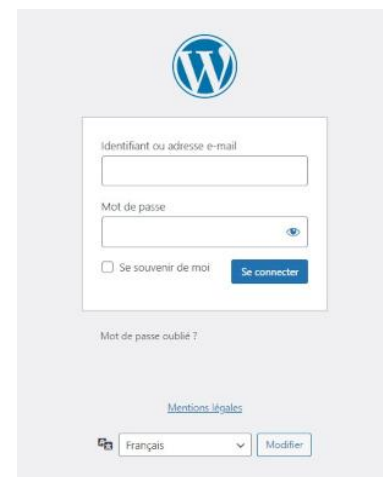 Identifiant ou adresse e-mail
Mot de passe
Se souvenir de moi
Se connecter
Mot de passe oublié ?
Mentions légales
Français
Modifier